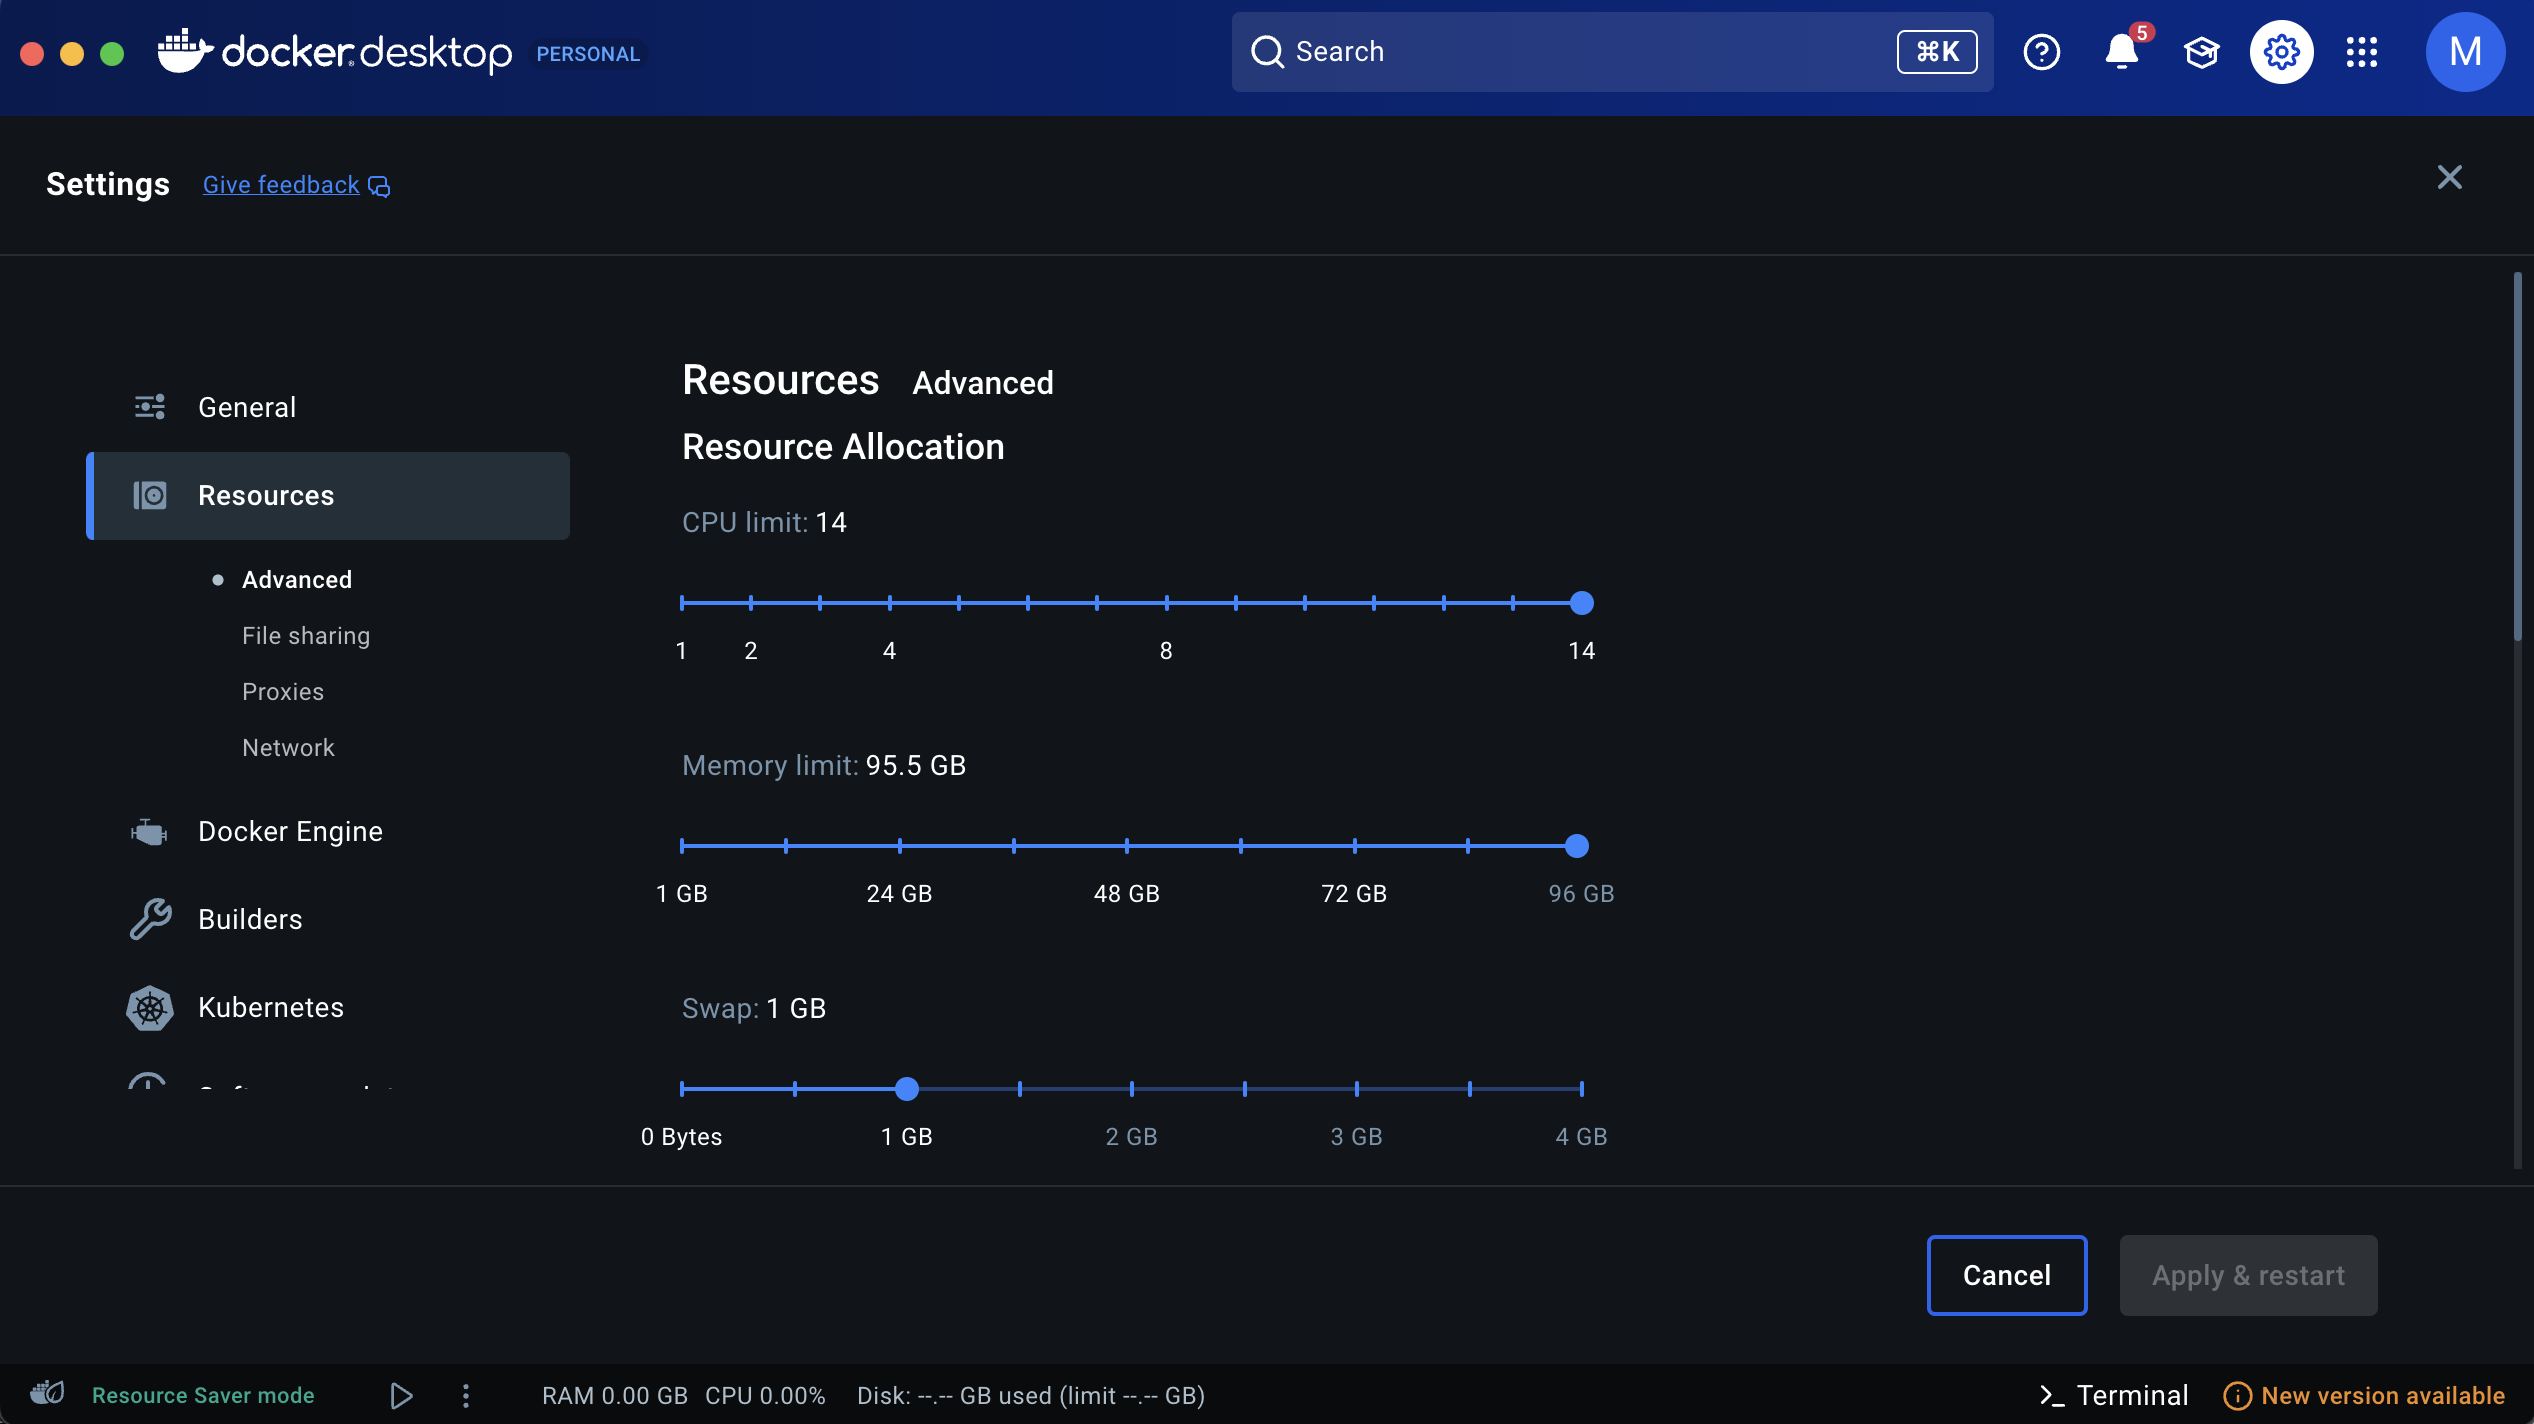 docker desktop PERSONAL
Search ⌘K
5
M
Settings Give feedback
General
Resources
Advanced
File sharing
Proxies
Network
Docker Engine
Builders
Kubernetes
Resources Advanced
Resource Allocation
CPU limit: 14
1 2 4 8 14
Memory limit: 95.5 GB
1 GB 24 GB 48 GB 72 GB 96 GB
Swap: 1 GB
0 Bytes 1 GB 2 GB 3 GB 4 GB
Cancel Apply & restart
Resource Saver mode RAM 0.00 GB CPU 0.00% Disk: --.-- GB used (limit --.-- GB) Terminal New version available